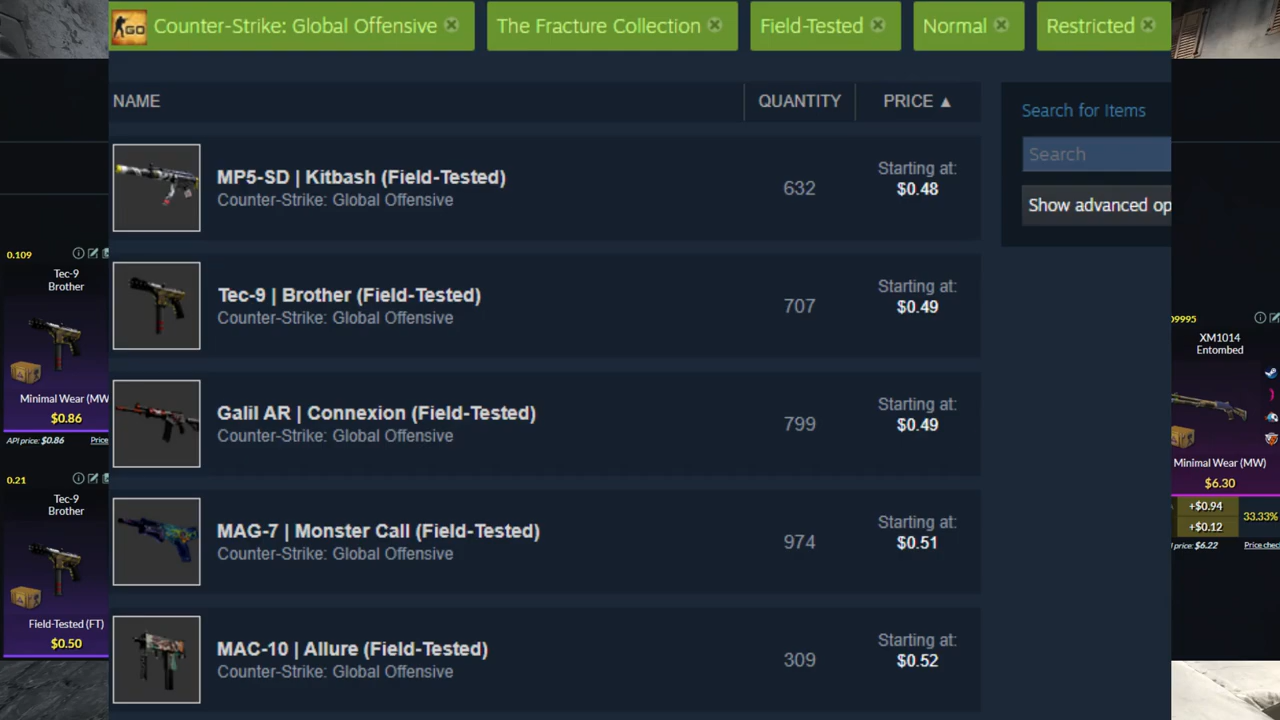 Counter-Strike: Global Offensive
The Fracture Collection
Field-Tested
Normal
Restricted
NAME
QUANTITY
PRICE ▲
MP5-SD | Kitbash (Field-Tested)
Counter-Strike: Global Offensive
632
Starting at:
$0.48
Tec-9 | Brother (Field-Tested)
Counter-Strike: Global Offensive
707
Starting at:
$0.49
Galil AR | Connexion (Field-Tested)
Counter-Strike: Global Offensive
799
Starting at:
$0.49
MAG-7 | Monster Call (Field-Tested)
Counter-Strike: Global Offensive
974
Starting at:
$0.51
MAC-10 | Allure (Field-Tested)
Counter-Strike: Global Offensive
309
Starting at:
$0.52
Search for Items
Search
Show advanced op
0.109
Tec-9
Brother
Minimal Wear (MW
$0.86
API price: $0.86
Price
0.21
Tec-9
Brother
Field-Tested (FT)
$0.50
09995
XM1014
Entombed
Minimal Wear (MW)
$6.30
+$0.94
+$0.12
33.33%
I price: $6.22
Price chec